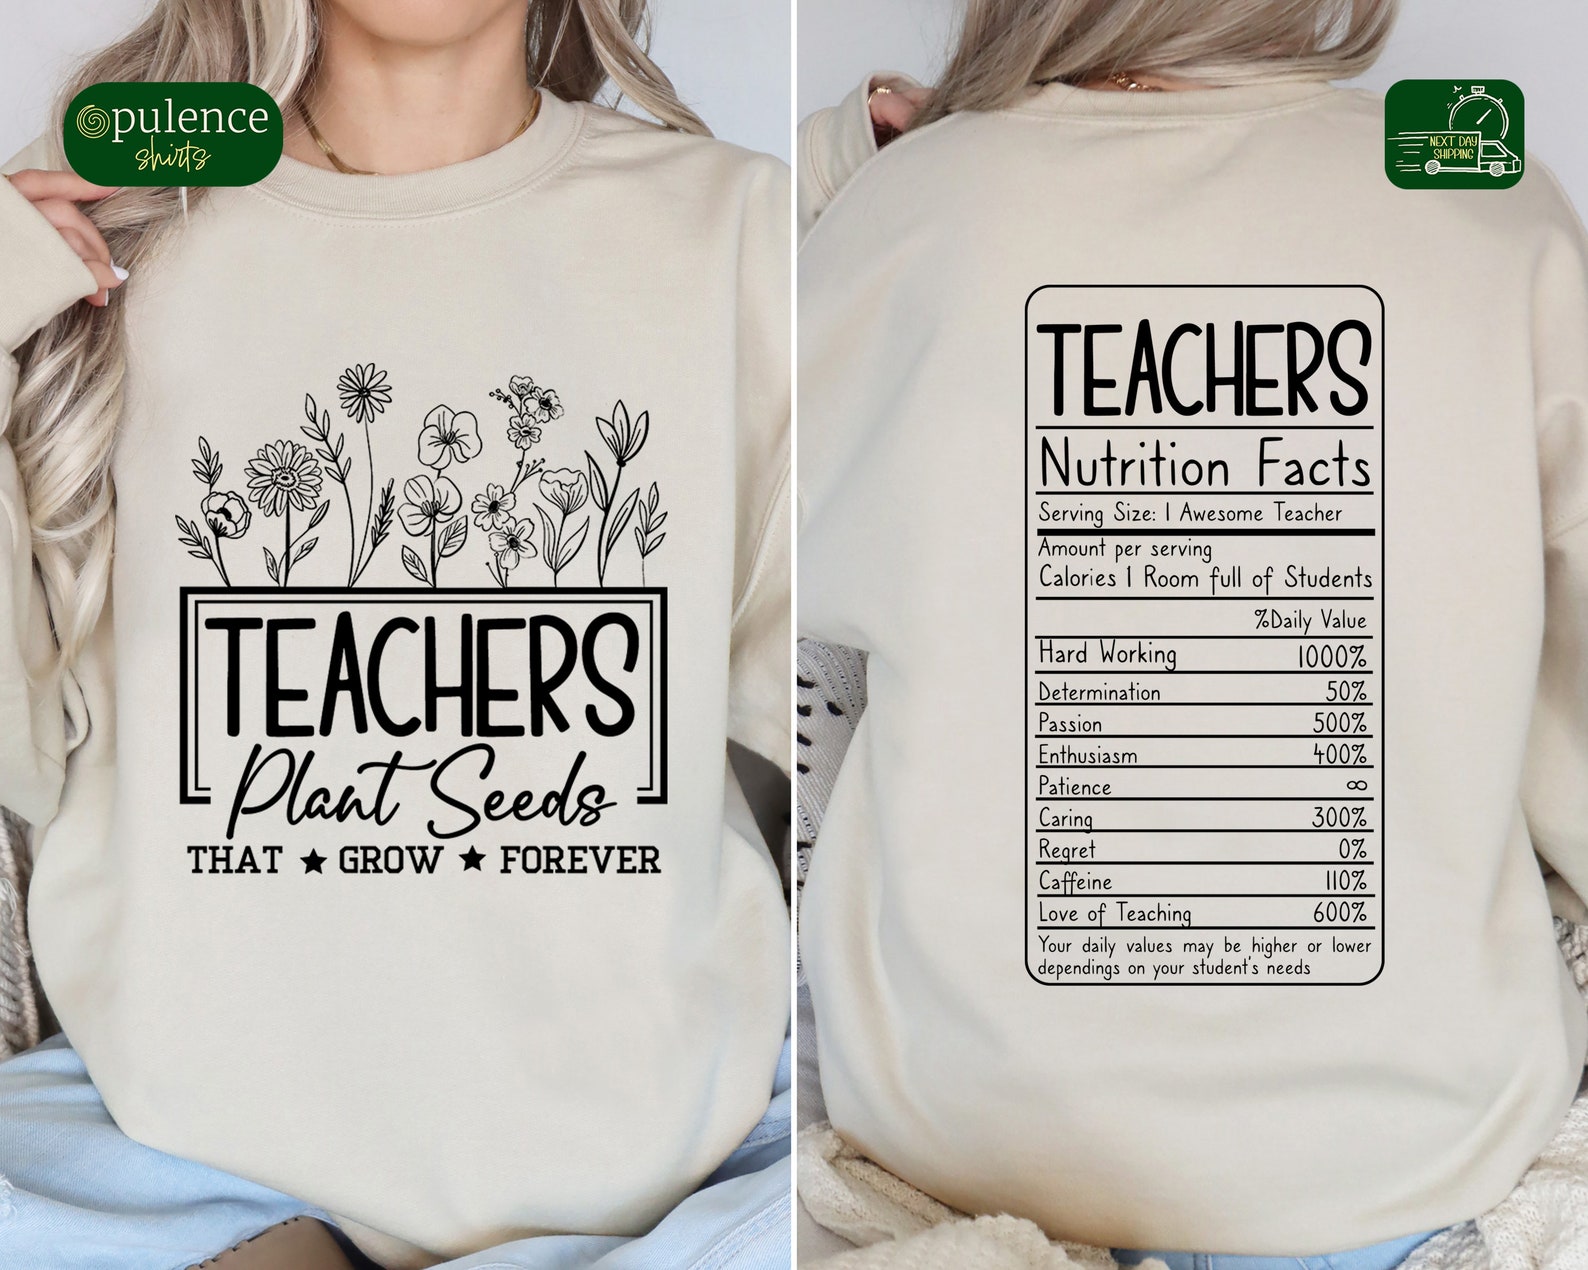 Opulence
shirts
TEACHERS
Plant Seeds
THAT ★ GROW ★ FOREVER
NEXT DAY
SHIPPING
TEACHERS
Nutrition Facts
Serving Size: 1 Awesome Teacher
Amount per serving
Calories 1 Room full of Students
%Daily Value
Hard Working 1000%
Determination 50%
Passion 500%
Enthusiasm 400%
Patience ∞
Caring 300%
Regret 0%
Caffeine 110%
Love of Teaching 600%
Your daily values may be higher or lower
dependings on your student's needs